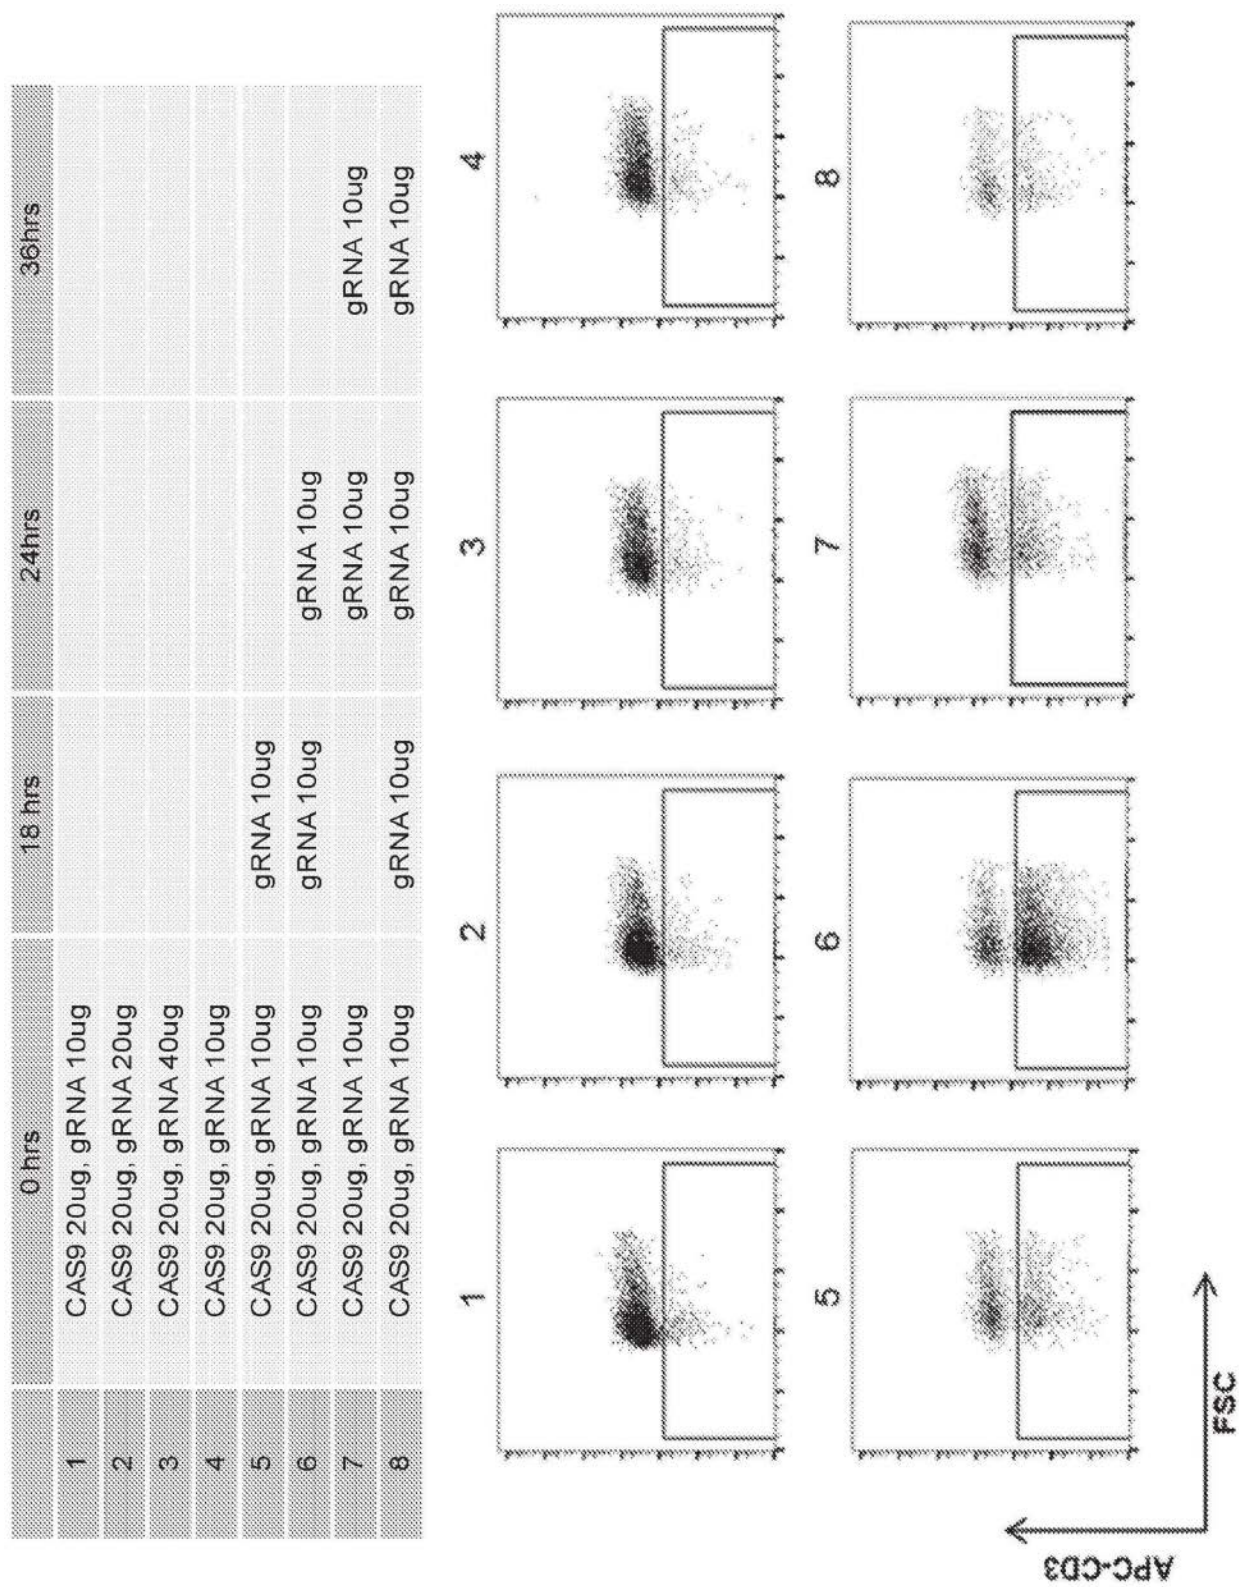 0 hrs 18 hrs 24hrs 36hrs
1 CAS9 20ug, gRNA 10ug
2 CAS9 20ug, gRNA 20ug
3 CAS9 20ug, gRNA 40ug
4 CAS9 20ug, gRNA 10ug
5 CAS9 20ug, gRNA 10ug gRNA 10ug
6 CAS9 20ug, gRNA 10ug gRNA 10ug gRNA 10ug
7 CAS9 20ug, gRNA 10ug gRNA 10ug gRNA 10ug
8 CAS9 20ug, gRNA 10ug gRNA 10ug gRNA 10ug gRNA 10ug
1 2 3 4
5 6 7 8
APC-CD3
FSC